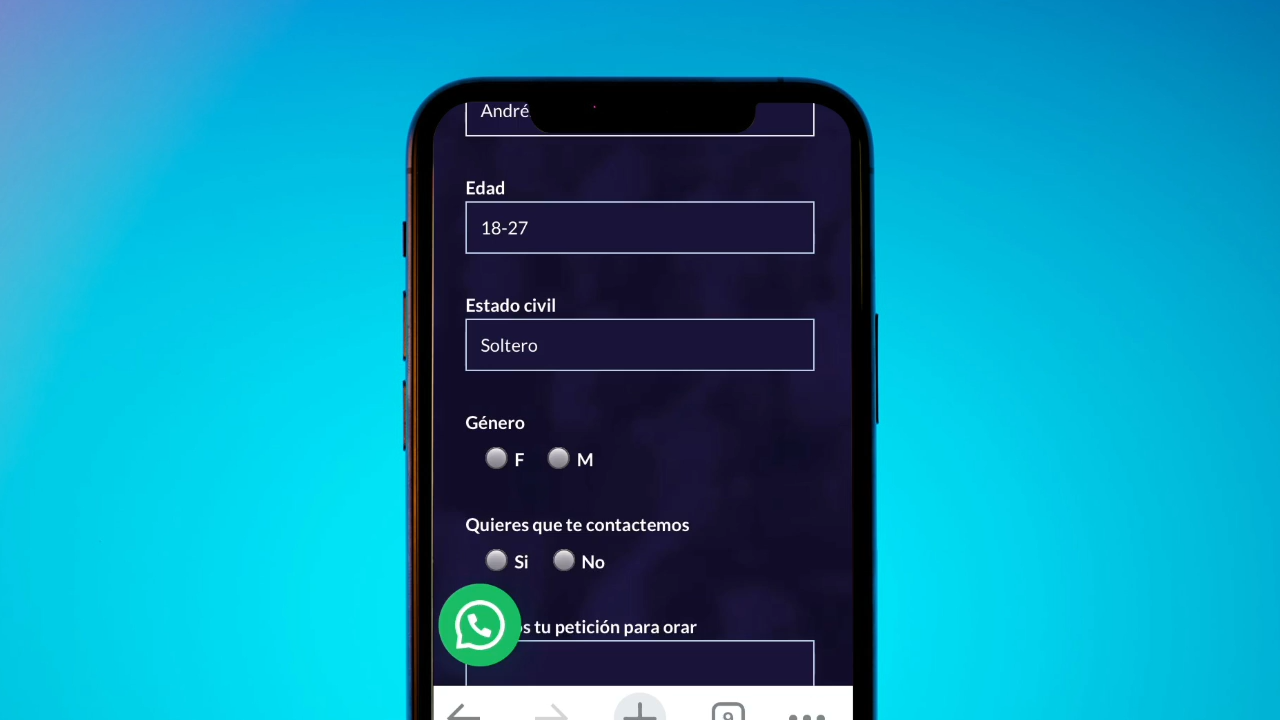 André
Edad
18-27
Estado civil
Soltero
Género
F M
Quieres que te contactemos
Si No
tu petición para orar